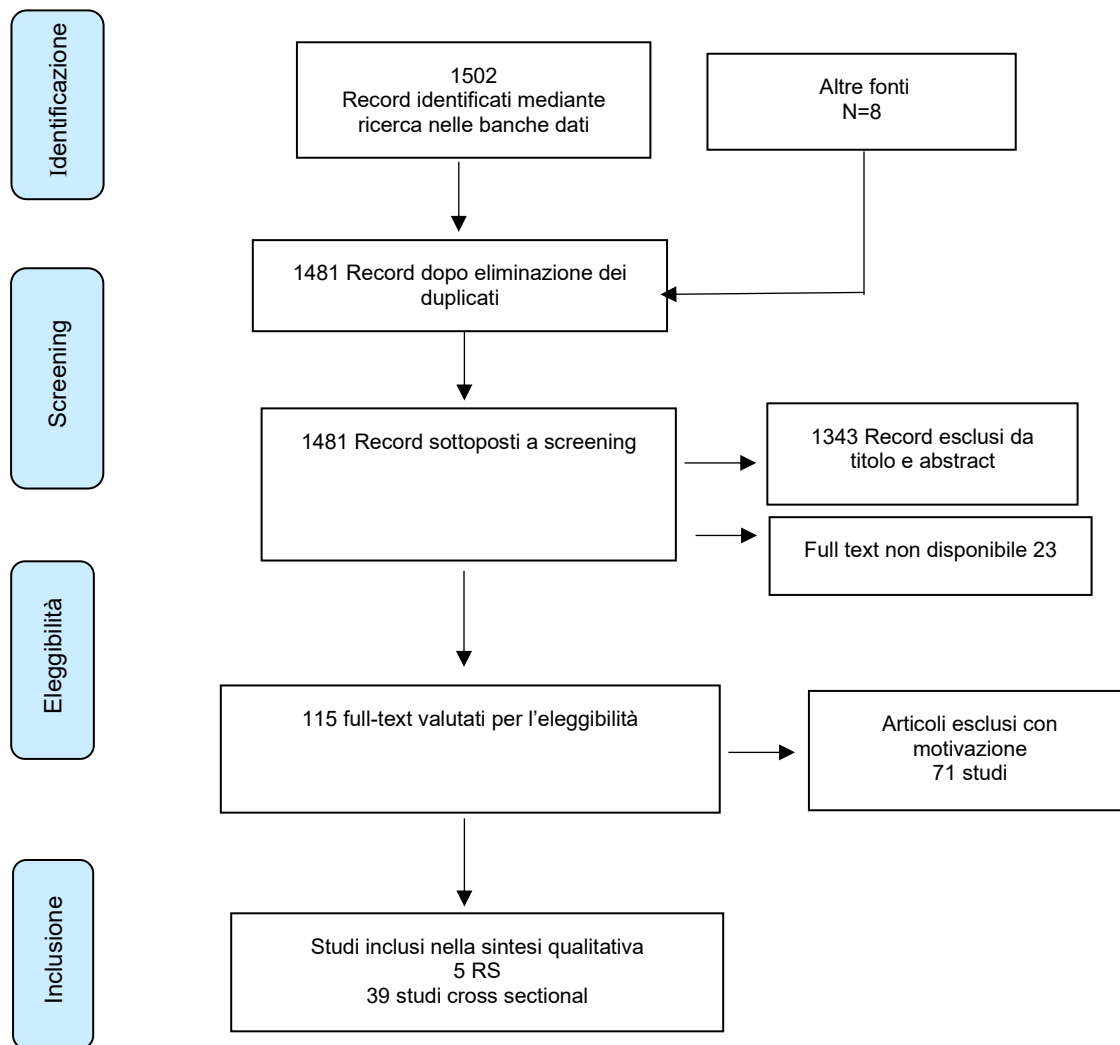 Identificazione
1502
Record identificati mediante
ricerca nelle banche dati
Altre fonti
N=8
1481 Record dopo eliminazione dei
duplicati
Screening
1481 Record sottoposti a screening
1343 Record esclusi da
titolo e abstract
Full text non disponibile 23
Eleggibilità
115 full-text valutati per l’eleggibilità
Articoli esclusi con
motivazione
71 studi
Inclusione
Studi inclusi nella sintesi qualitativa
5 RS
39 studi cross sectional